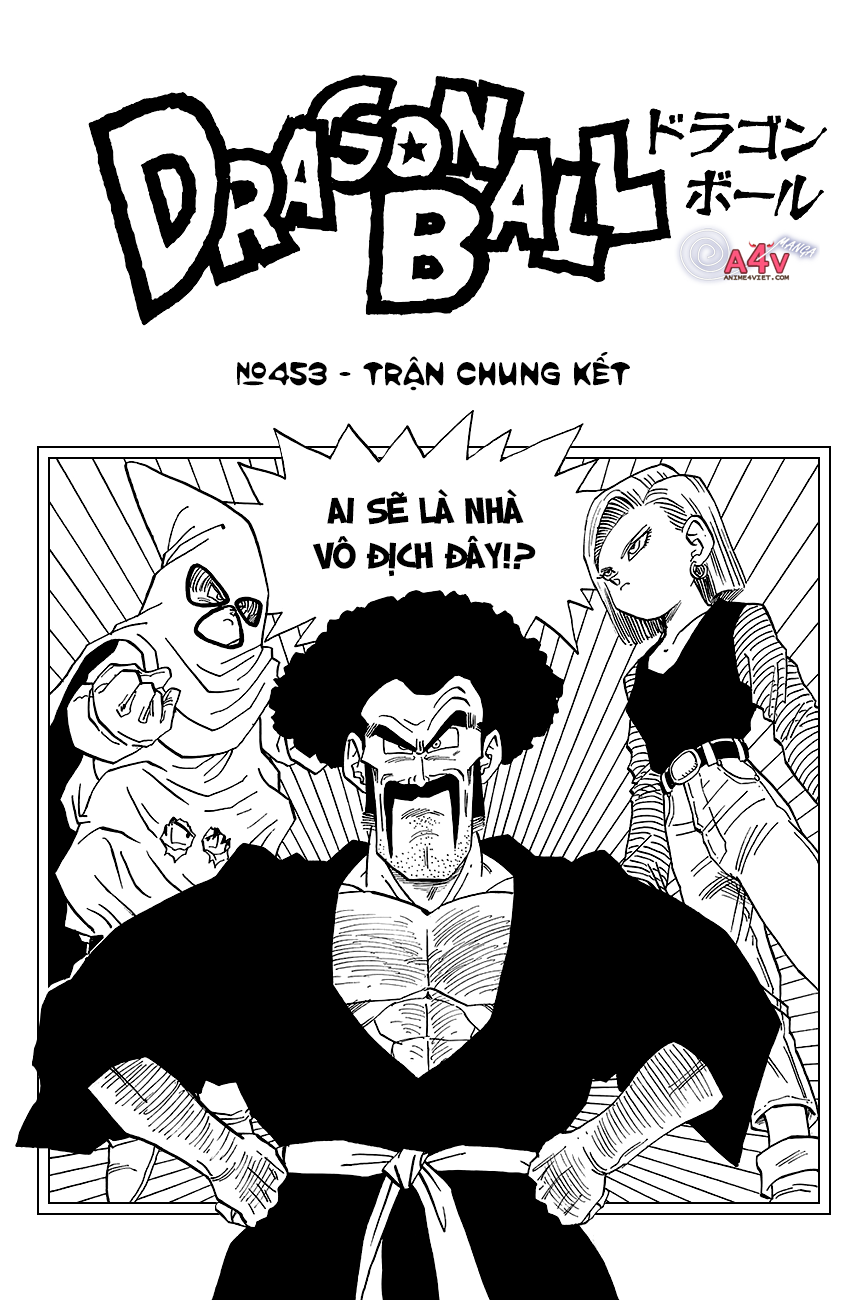 DRAGON
BALL
ドラゴン
ボール
A4V
MANGA
ANIME4VIET.COM
№453 - TRẬN CHUNG KẾT
AI SẼ LÀ NHÀ
VÔ ĐỊCH ĐÂY!?